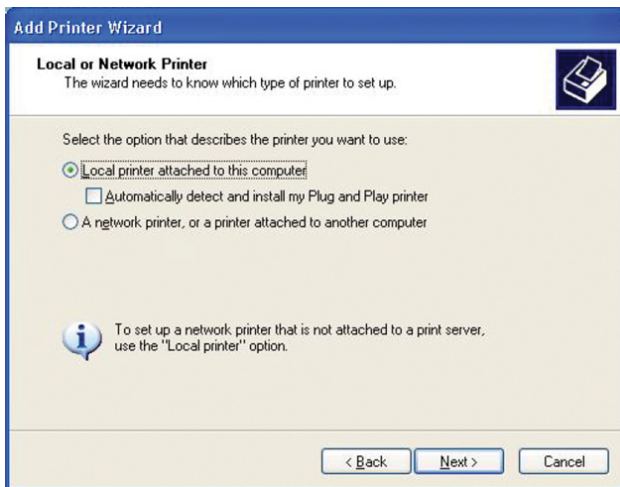 Add Printer Wizard
Local or Network Printer
The wizard needs to know which type of printer to set up.
Select the option that describes the printer you want to use:
Local printer attached to this computer
Automatically detect and install my Plug and Play printer
A network printer, or a printer attached to another computer
To set up a network printer that is not attached to a print server,
use the "Local printer" option.
< Back Next > Cancel